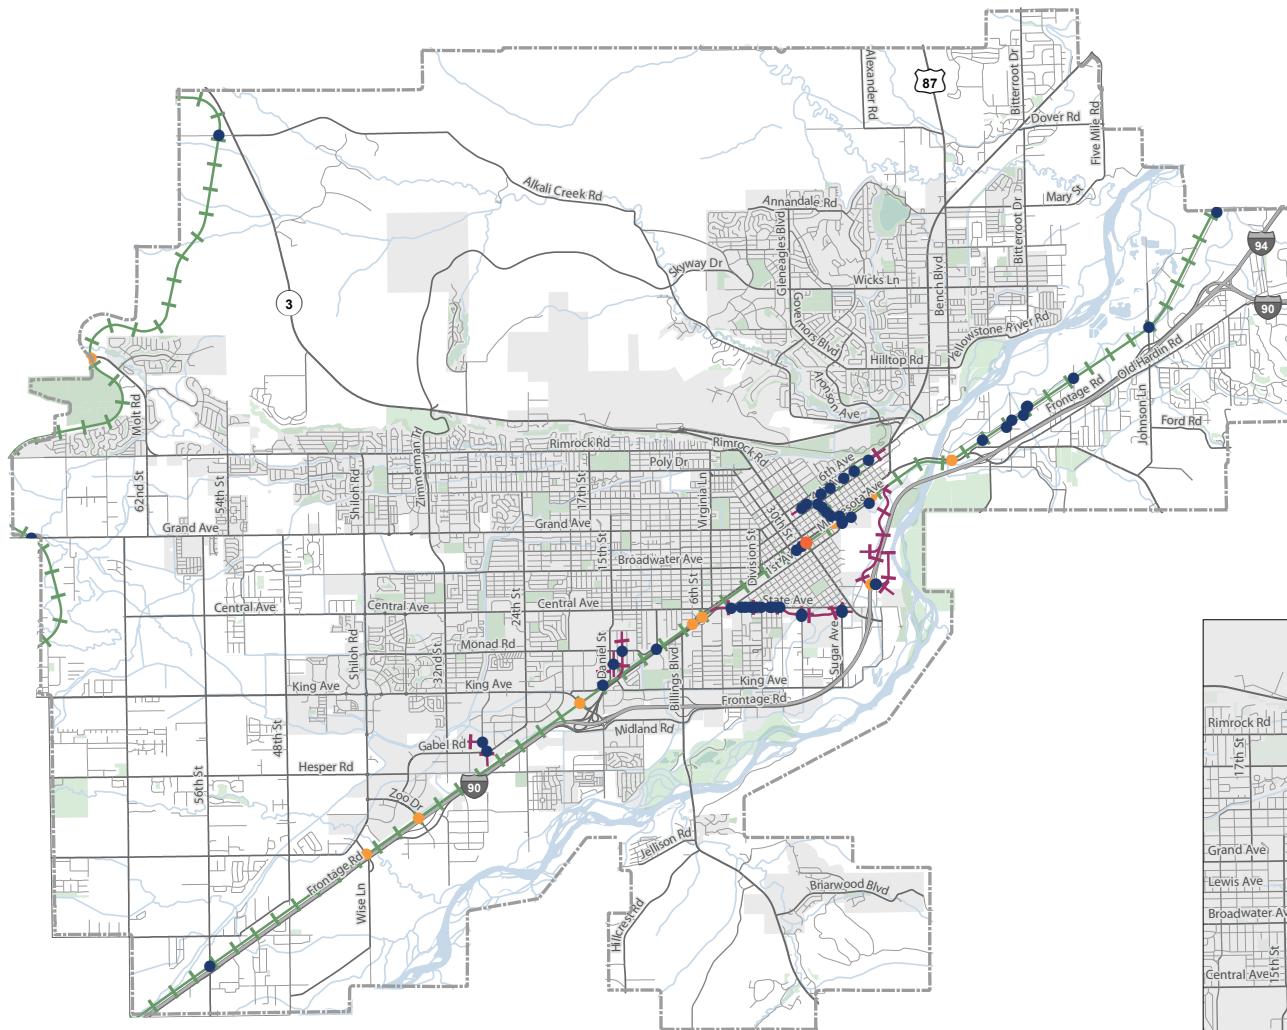 Alexander Rd
87
Bitterroot Dr
Dover Rd
Five Mile Rd
Alkali Creek Rd
Annandale Rd
Mary St
Bitterroot Dr
Gleneagles Blvd
94
Skyway Dr
Wicks Ln
Bench Blvd
3
90
Governors Blvd
Yellowstone River Rd
Hilltop Rd
Old Hardin Rd
Aronson Ave
Frontage Rd
Molt Rd
Johnson Ln
Ford Rd
Zimmerman Trl
Rimrock Rd
Rimrock Rd
Poly Dr
6th Ave
62nd St
54th St
Shiloh Rd
17th St
Virginia Ln
30th St
Grand Ave
Grand Ave
15th St
Broadwater Ave
Division St
1st Ave
6th St
Central Ave
Central Ave
24th St
Central Ave
State Ave
Shiloh Rd
32nd St
Monad Rd
Daniel St
Sugar Ave
King Ave
King Ave
Billings Blvd
King Ave
Frontage Rd
48th St
Gabel Rd
Midland Rd
Rimrock Rd
17th St
Hesper Rd
56th St
90
Zoo Dr
Jellison Rd
Grand Ave
Frontage Rd
Wise Ln
Briarwood Blvd
Lewis Ave
Hillcrest Rd
Broadwater Av
15th St
Central Ave